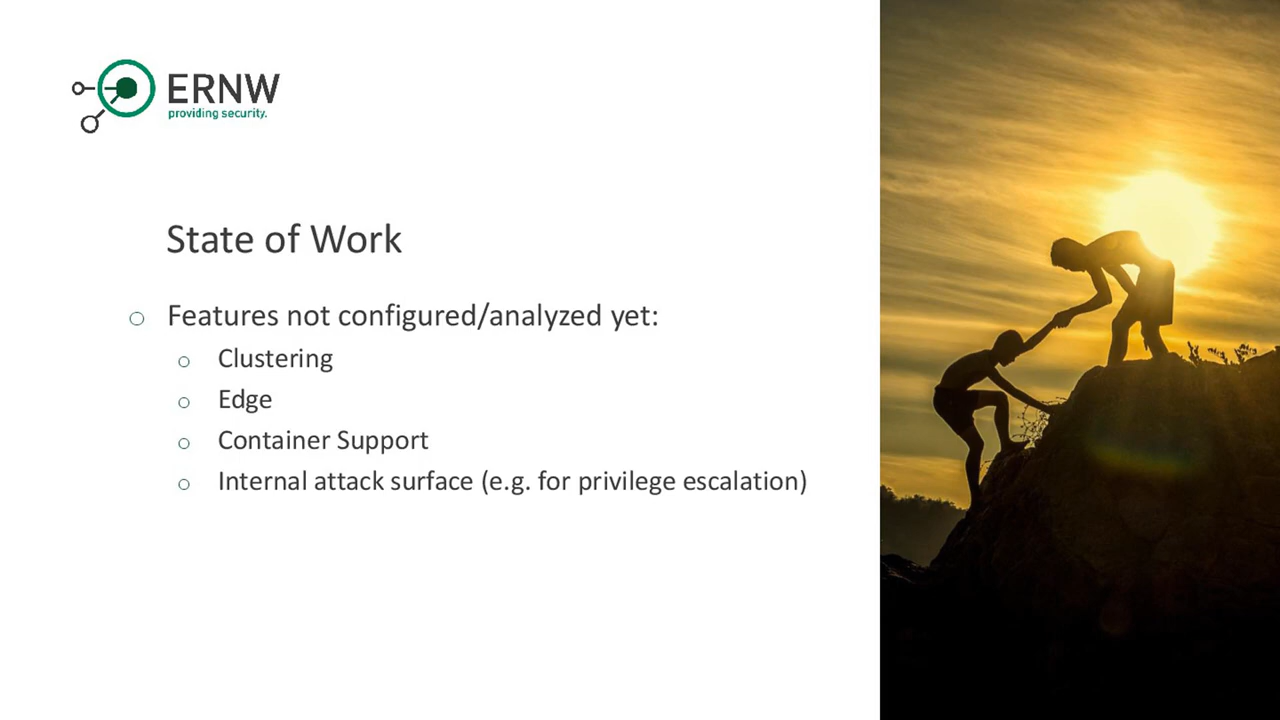 ERNW
providing security.
State of Work
Features not configured/analyzed yet:
Clustering
Edge
Container Support
Internal attack surface (e.g. for privilege escalation)